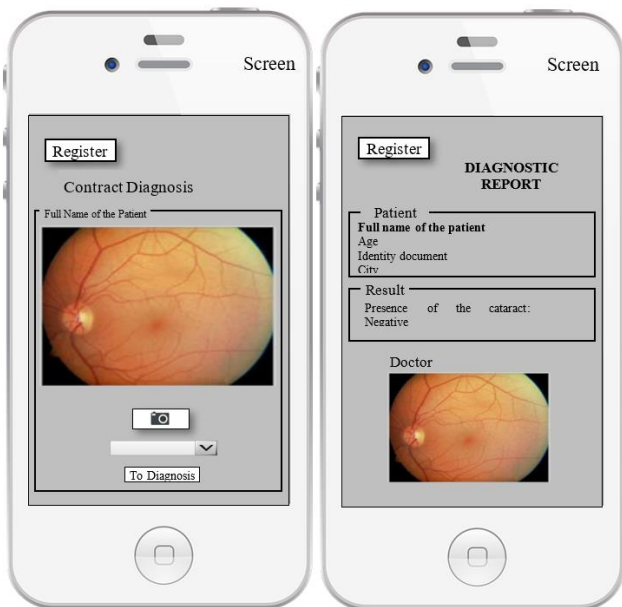 Screen
Register
Contract Diagnosis
Full Name of the Patient
To Diagnosis
Screen
Register
DIAGNOSTIC
REPORT
Patient
Full name of the patient
Age
Identity document
City
Result
Presence of the cataract:
Negative
Doctor